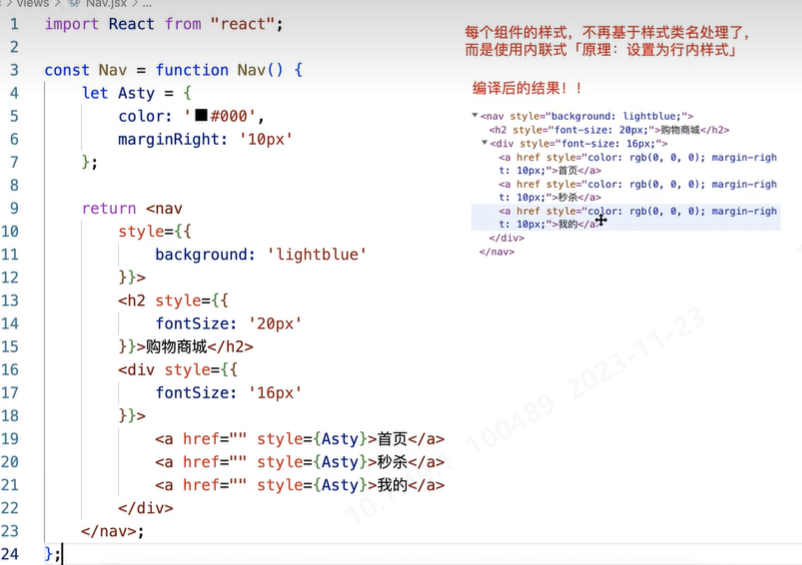 > views > Nav.jsx > ...
1 import React from "react";
2
3 const Nav = function Nav() {
4 let Asty = {
5 color: '#000',
6 marginRight: '10px'
7 };
8
9 return <nav
10 style={{
11 background: 'lightblue'
12 }}>
13 <h2 style={{
14 fontSize: '20px'
15 }}>购物商城</h2>
16 <div style={{
17 fontSize: '16px'
18 }}>
19 <a href="" style={Asty}>首页</a>
20 <a href="" style={Asty}>秒杀</a>
21 <a href="" style={Asty}>我的</a>
22 </div>
23 </nav>;
24 };
每个组件的样式，不再基于样式类名处理了，
而是使用内联式「原理：设置为行内样式」
编译后的结果！！
<nav style="background: lightblue;">
<h2 style="font-size: 20px;">购物商城</h2>
<div style="font-size: 16px;">
<a href style="color: rgb(0, 0, 0); margin-righ
t: 10px;">首页</a>
<a href style="color: rgb(0, 0, 0); margin-righ
t: 10px;">秒杀</a>
<a href style="color: rgb(0, 0, 0); margin-righ
t: 10px;">我的</a>
</div>
</nav>
100489 2023-11-23